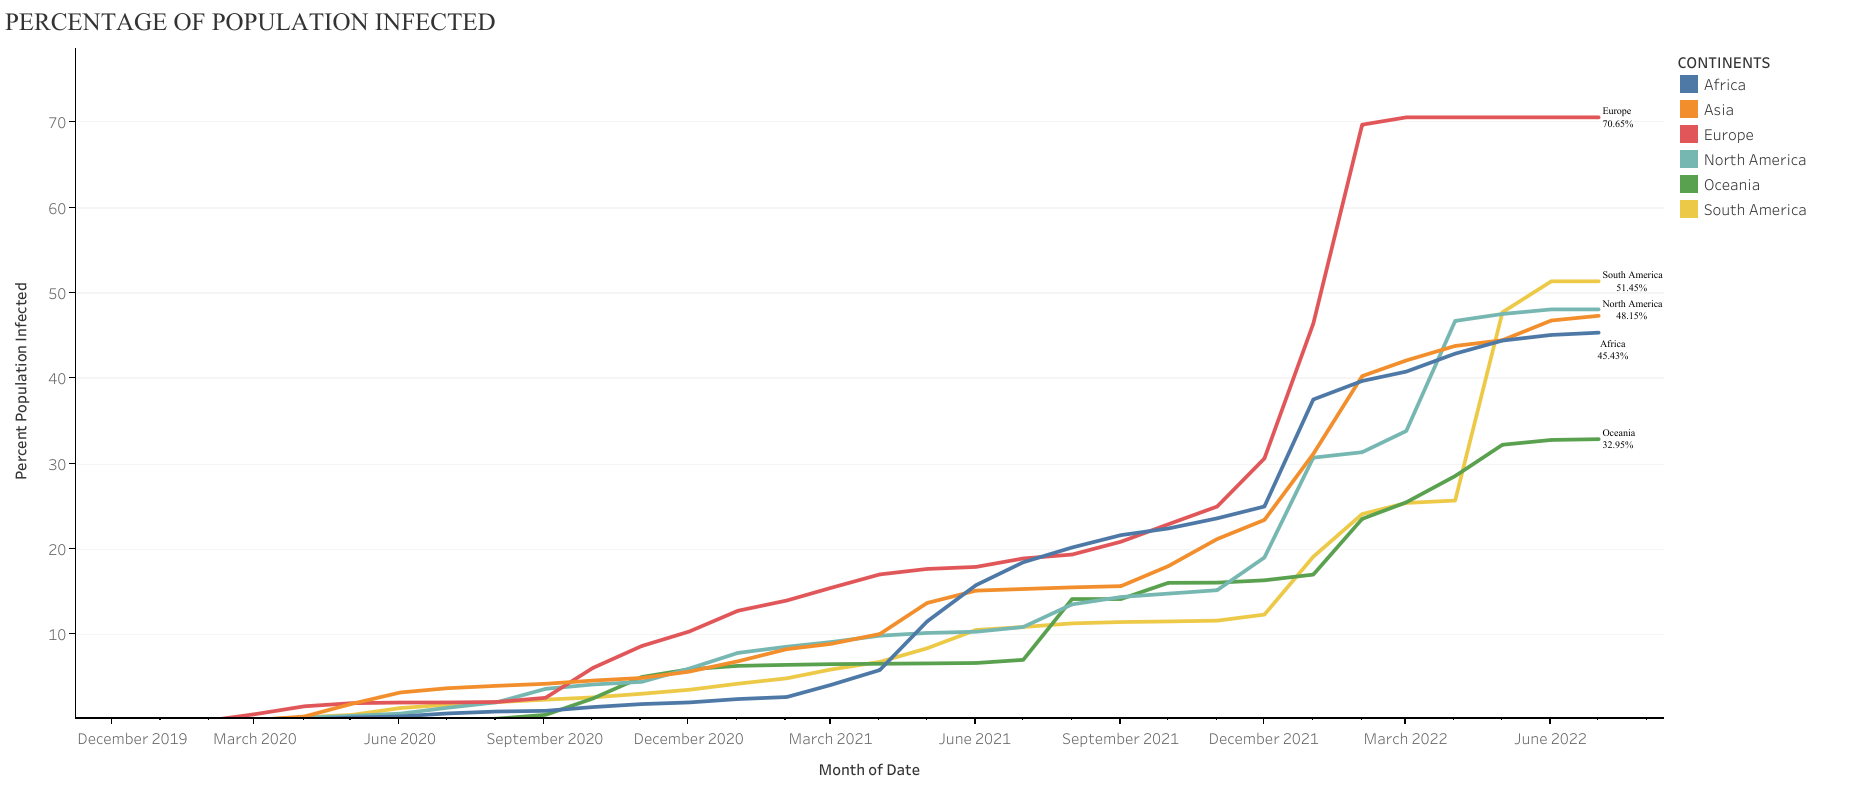 PERCENTAGE OF POPULATION INFECTED
CONTINENTS
Africa
Asia
Europe
North America
Oceania
South America
Percent Population Infected
70
60
50
40
30
20
10
Europe
70.65%
South America
51.45%
North America
48.15%
Africa
45.43%
Oceania
32.95%
December 2019
March 2020
June 2020
September 2020
December 2020
March 2021
June 2021
September 2021
December 2021
March 2022
June 2022
Month of Date